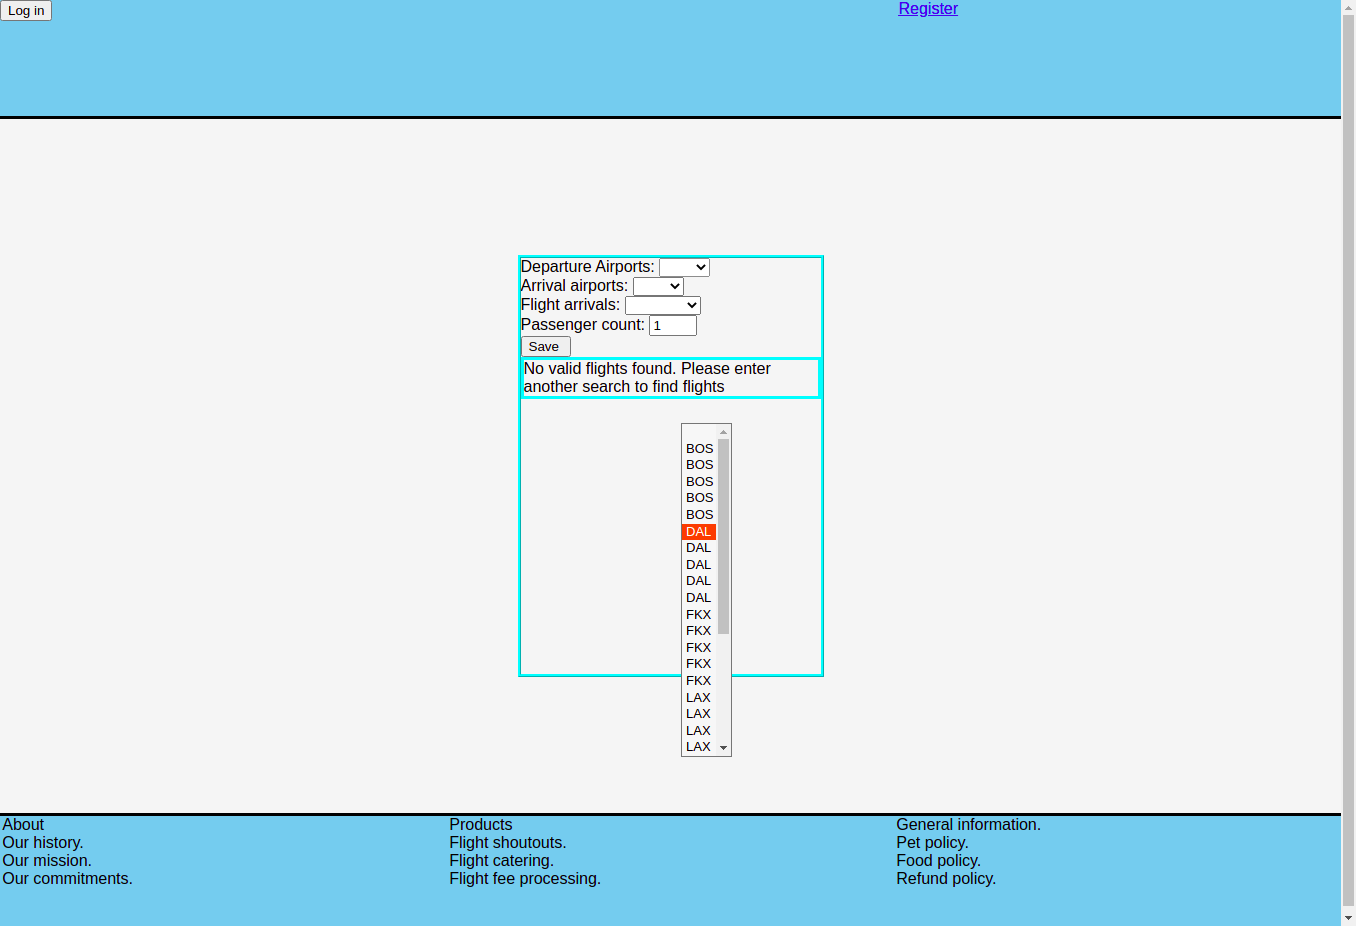 Log in
Register
Departure Airports:
Arrival airports:
Flight arrivals:
Passenger count: 1
Save
No valid flights found. Please enter
another search to find flights
BOS
BOS
BOS
BOS
BOS
DAL
DAL
DAL
DAL
DAL
FKX
FKX
FKX
FKX
FKX
LAX
LAX
LAX
LAX
About
Our history.
Our mission.
Our commitments.
Products
Flight shoutouts.
Flight catering.
Flight fee processing.
General information.
Pet policy.
Food policy.
Refund policy.